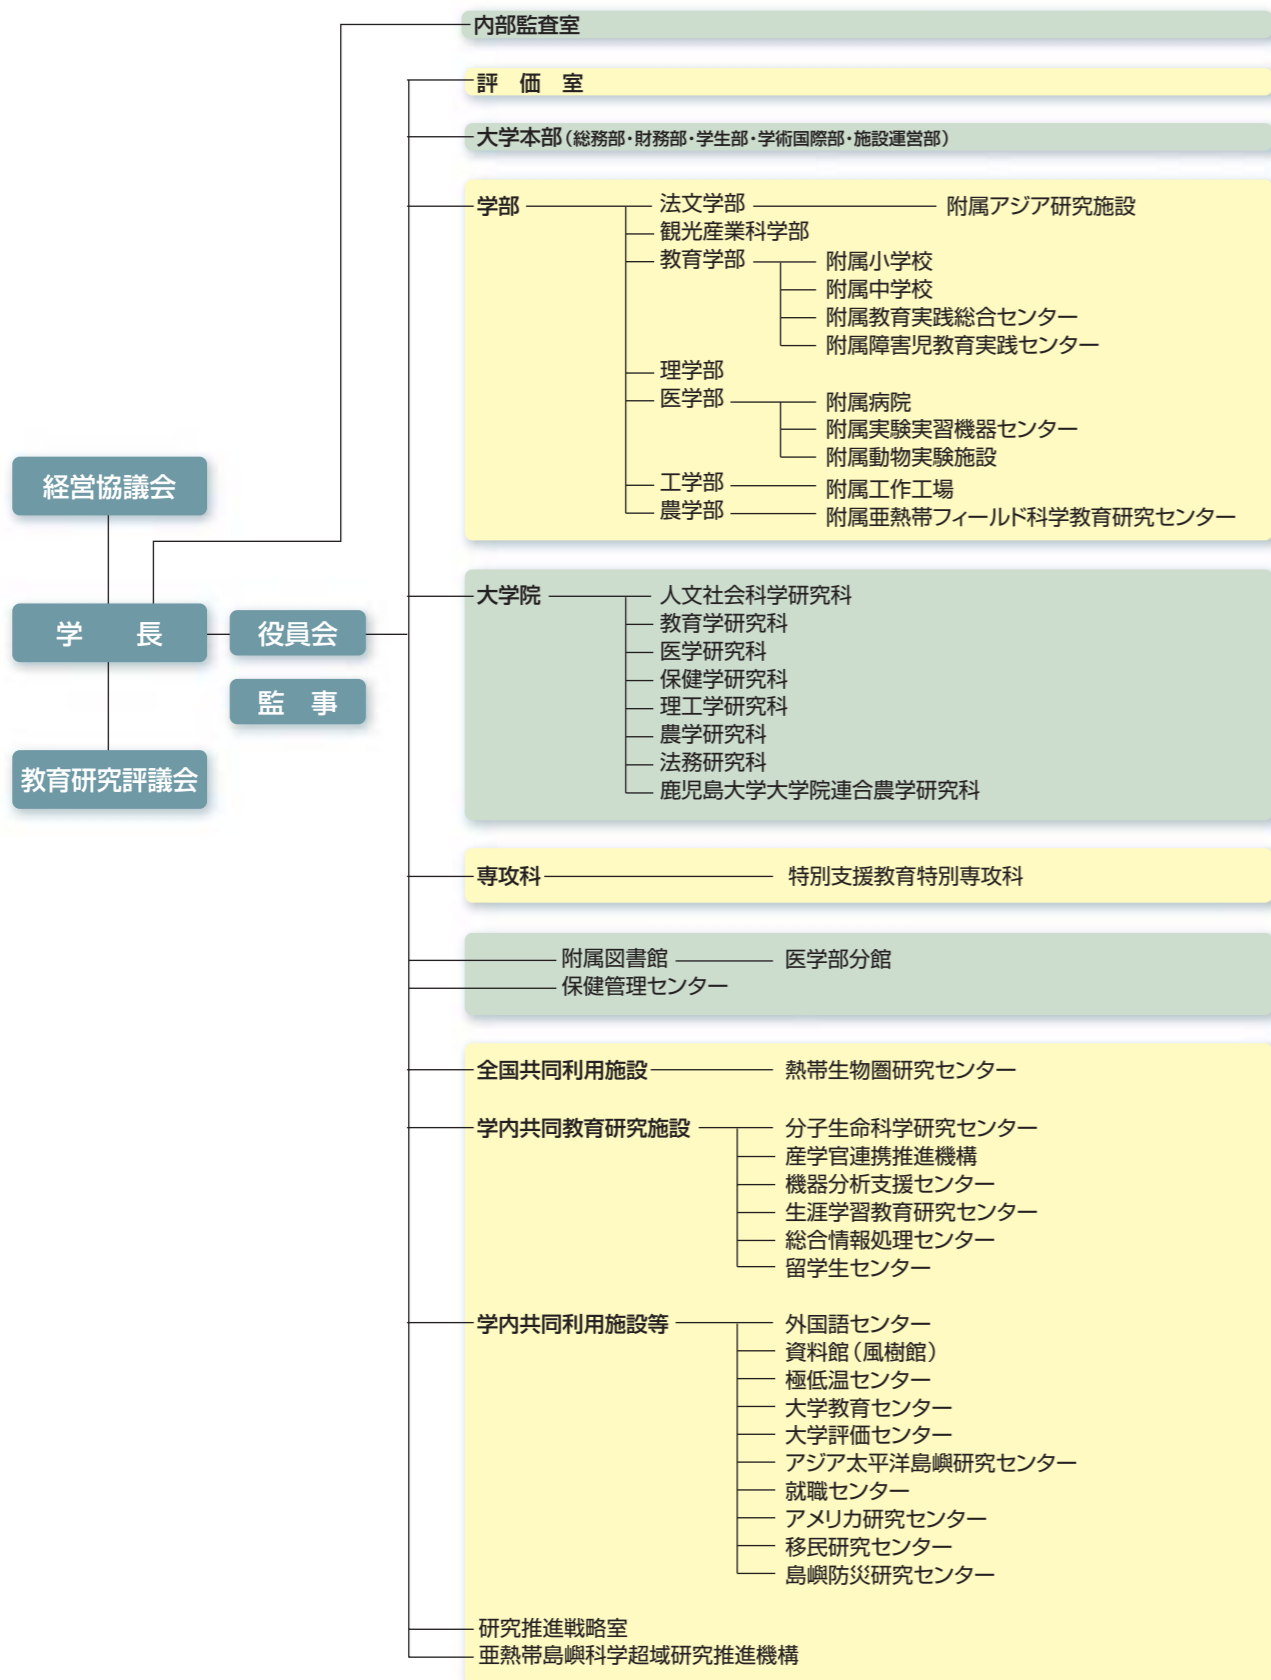 内部監査室
評　価　室
大学本部(総務部・財務部・学生部・学術国際部・施設運営部)
学部
法文学部
附属アジア研究施設
観光産業科学部
教育学部
附属小学校
附属中学校
附属教育実践総合センター
附属障害児教育実践センター
理学部
医学部
附属病院
附属実験実習機器センター
附属動物実験施設
工学部
附属工作工場
農学部
附属亜熱帯フィールド科学教育研究センター
経営協議会
学　長
役員会
監　事
教育研究評議会
大学院
人文社会科学研究科
教育学研究科
医学研究科
保健学研究科
理工学研究科
農学研究科
法務研究科
鹿児島大学大学院連合農学研究科
専攻科
特別支援教育特別専攻科
附属図書館
医学部分館
保健管理センター
全国共同利用施設
熱帯生物圏研究センター
学内共同教育研究施設
分子生命科学研究センター
産学官連携推進機構
機器分析支援センター
生涯学習教育研究センター
総合情報処理センター
留学生センター
学内共同利用施設等
外国語センター
資料館(風樹館)
極低温センター
大学教育センター
大学評価センター
アジア太平洋島嶼研究センター
就職センター
アメリカ研究センター
移民研究センター
島嶼防災研究センター
研究推進戦略室
亜熱帯島嶼科学超域研究推進機構